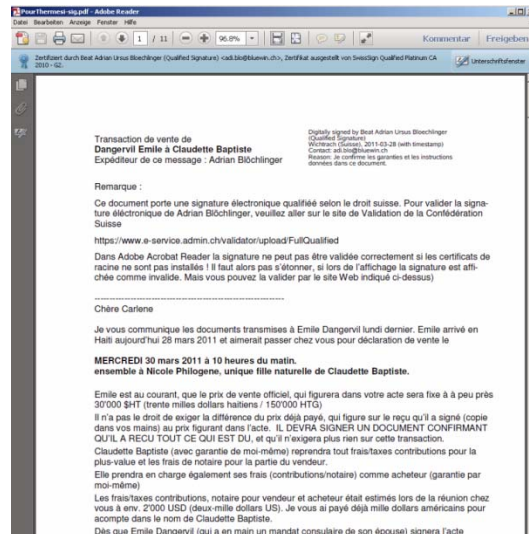 PourThermesi-sig.pdf - Adobe Reader
Datei Bearbeiten Anzeige Fenster Hilfe
1 / 11 96.8% Kommentar Freigeben
Zertifiziert durch Beat Adrian Ursus Bloechlinger (Qualified Signature) <adi.blo@bluewin.ch>, Zertifikat ausgestellt von SwissSign Qualified Platinum CA
2010 - G2.
Unterschriftsfenster
Transaction de vente de
Dangervil Emile à Claudette Baptiste
Expéditeur de ce message : Adrian Blöchlinger
Digitally signed by Beat Adrian Ursus Bloechlinger
(Qualified Signature)
Wichtrach (Suisse), 2011-03-28 (with timestamp)
Contact: adi.blo@bluewin.ch
Reason: Je confirme les garanties et les instructions
données dans ce document.
Remarque :
Ce document porte une signature électronique qualifiéé selon le droit suisse. Pour valider la signa-
ture éléctronique de Adrian Blöchlinger, veuillez aller sur le site de Validation de la Confédération
Suisse
https://www.e-service.admin.ch/validator/upload/FullQualified
Dans Adobe Acrobat Reader la signature ne peut pas être validée correctement si les certificats de
racine ne sont pas installés ! Il faut alors pas s'étonner, si lors de l'affichage la signature est affi-
chée comme invalide. Mais vous pouvez la valider par le site Web indiqué ci-dessus)
----------------------------------------------------------------
Chère Carlene
Je vous communique les documents transmises à Emile Dangervil lundi dernier. Emile arrivé en
Haiti aujourd'hui 28 mars 2011 et aimerait passer chez vous pour déclaration de vente le
MERCREDI 30 mars 2011 à 10 heures du matin.
ensemble à Nicole Philogene, unique fille naturelle de Claudette Baptiste.
Emile est au courant, que le prix de vente officiel, qui figurera dans votre acte sera fixe à à peu près
30'000 $HT (trente milles dollars haitiens / 150'000 HTG)
Il n'a pas le droit de exiger la différence du prix déjà payé, qui figure sur le reçu qu'il a signé (copie
dans vos mains) au prix figurant dans l'acte. IL DEVRA SIGNER UN DOCUMENT CONFIRMANT
QU'IL A RECU TOUT CE QUI EST DU, et qu'il n'exigera plus rien sur cette transaction.
Claudette Baptiste (avec garantie de moi-même) reprendra tout frais/taxes contributions pour la
plus-value et les frais de notaire pour la partie du vendeur.
Elle prendra en charge également ses frais (contributions/notaire) comme acheteur (garantie par
moi-même)
Les frais/taxes contributions, notaire pour vendeur et acheteur était estimés lors de la réunion chez
vous à env. 2'000 USD (deux-mille dollars US). Je vous ai payé déjà mille dollars américains pour
acompte dans le nom de Claudette Baptiste.
Dès que Emile Dangervil (qui a en main un mandat consulaire de son épouse) signera l'acte